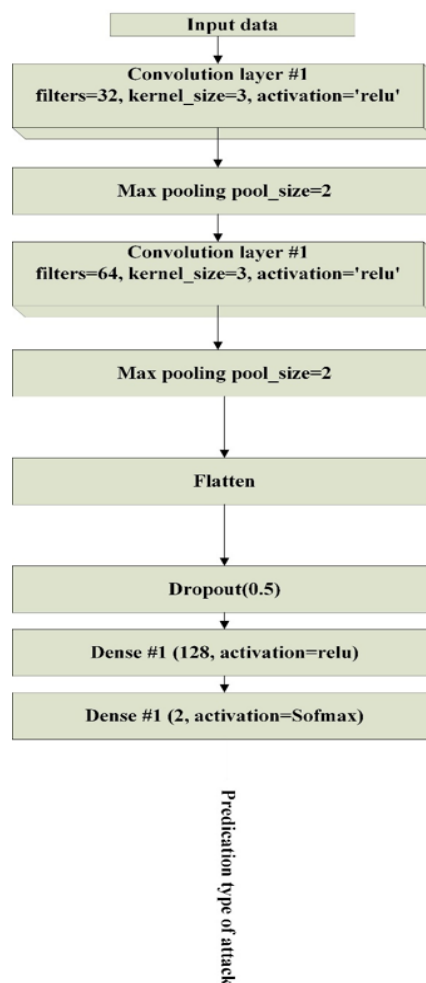 Input data
Convolution layer #1
filters=32, kernel_size=3, activation='relu'
Max pooling pool_size=2
Convolution layer #1
filters=64, kernel_size=3, activation='relu'
Max pooling pool_size=2
Flatten
Dropout(0.5)
Dense #1 (128, activation=relu)
Dense #1 (2, activation=Sofmax)
Predication type of attack